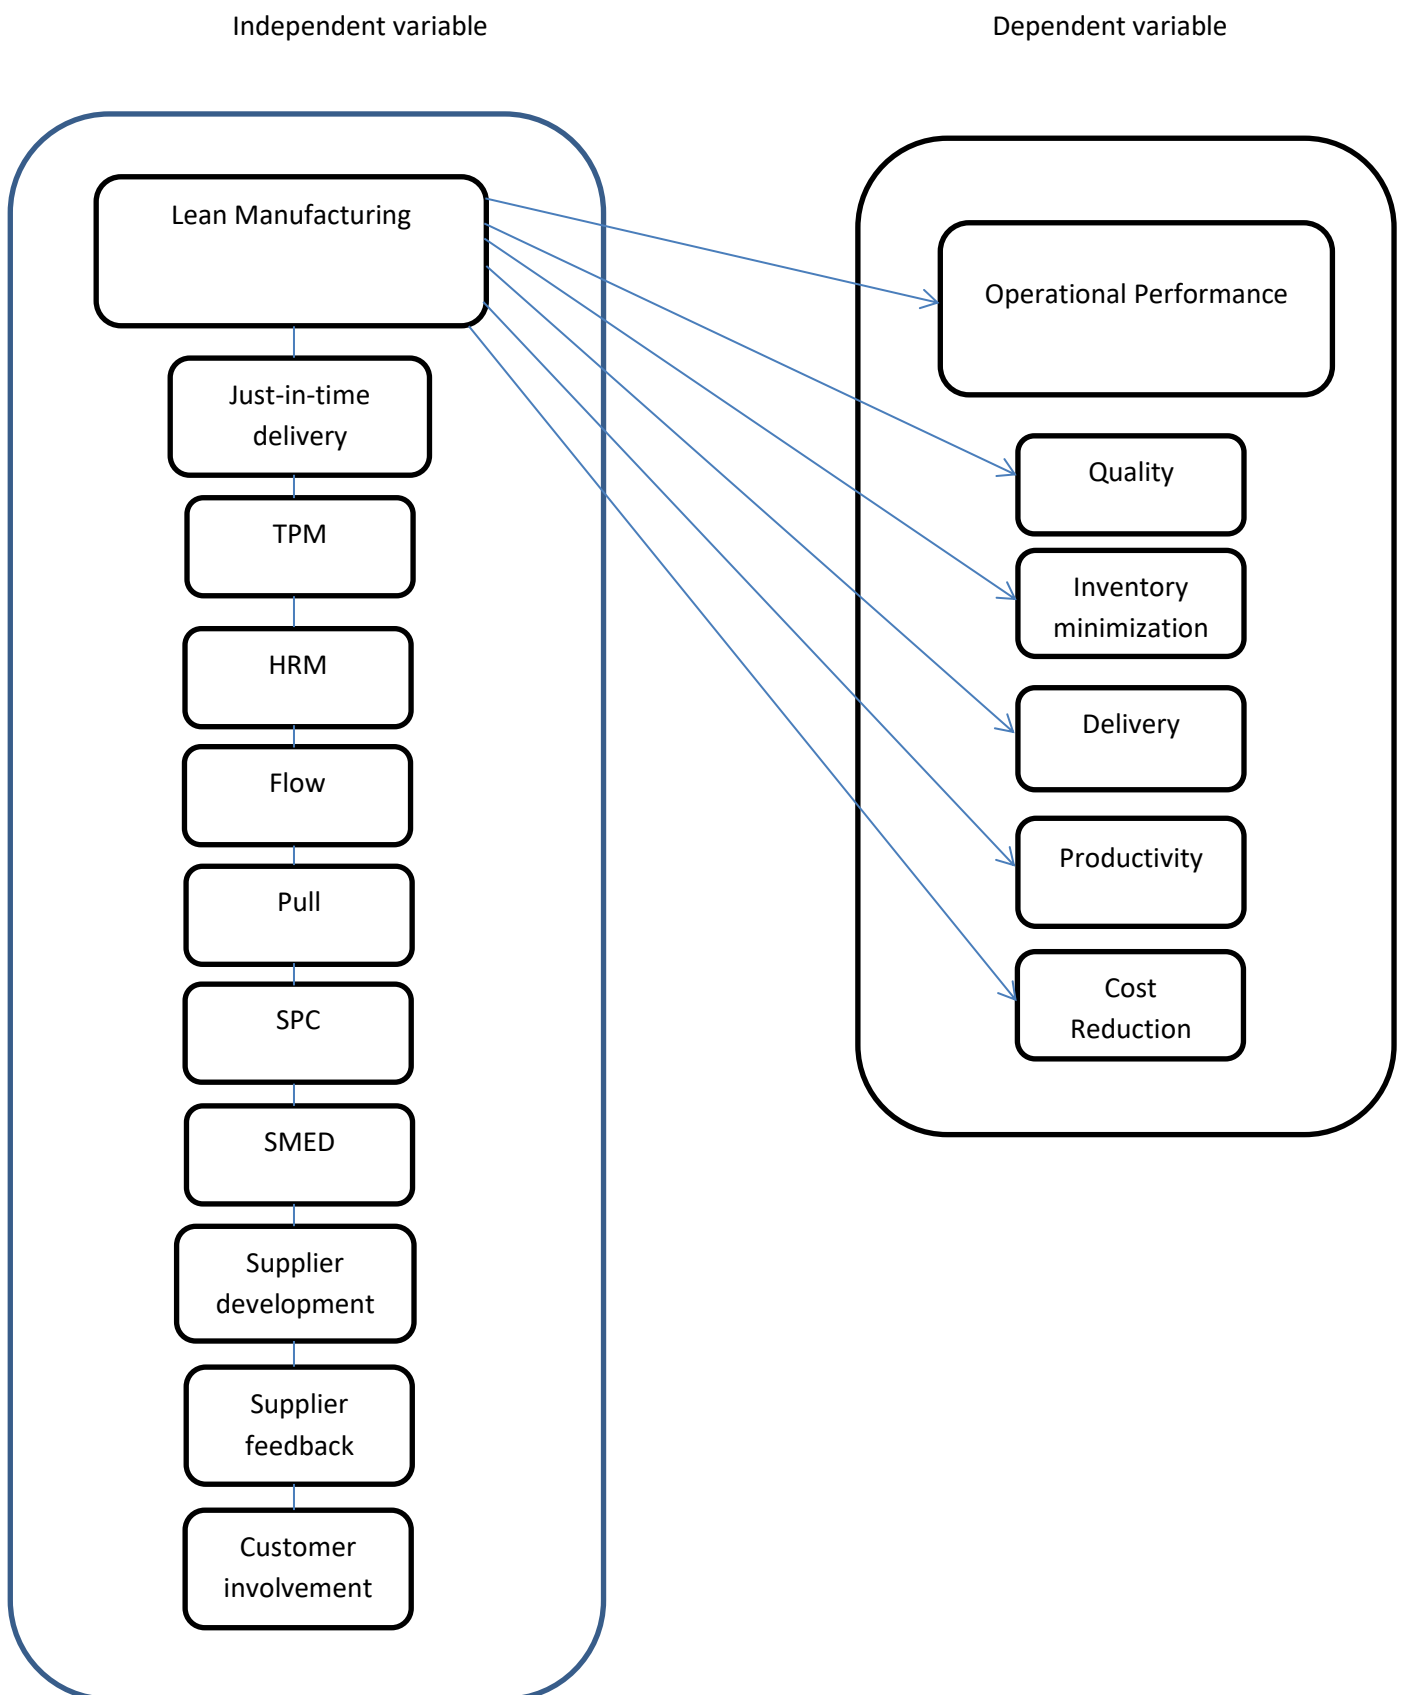 Independent variable
Dependent variable
Lean Manufacturing
Just-in-time
delivery
TPM
HRM
Flow
Pull
SPC
SMED
Supplier
development
Supplier
feedback
Customer
involvement
Operational Performance
Quality
Inventory
minimization
Delivery
Productivity
Cost
Reduction